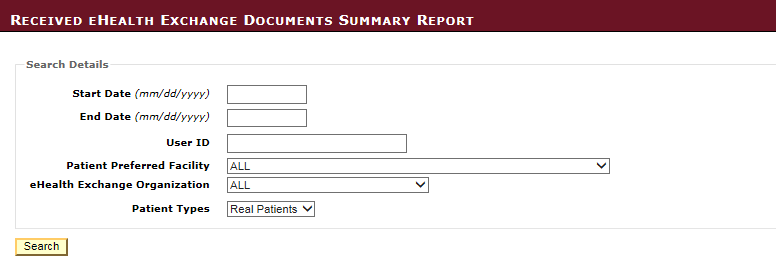 RECEIVED EHEALTH EXCHANGE DOCUMENTS SUMMARY REPORT
Search Details
Start Date (mm/dd/yyyy)
End Date (mm/dd/yyyy)
User ID
Patient Preferred Facility ALL
eHealth Exchange Organization ALL
Patient Types Real Patients
Search